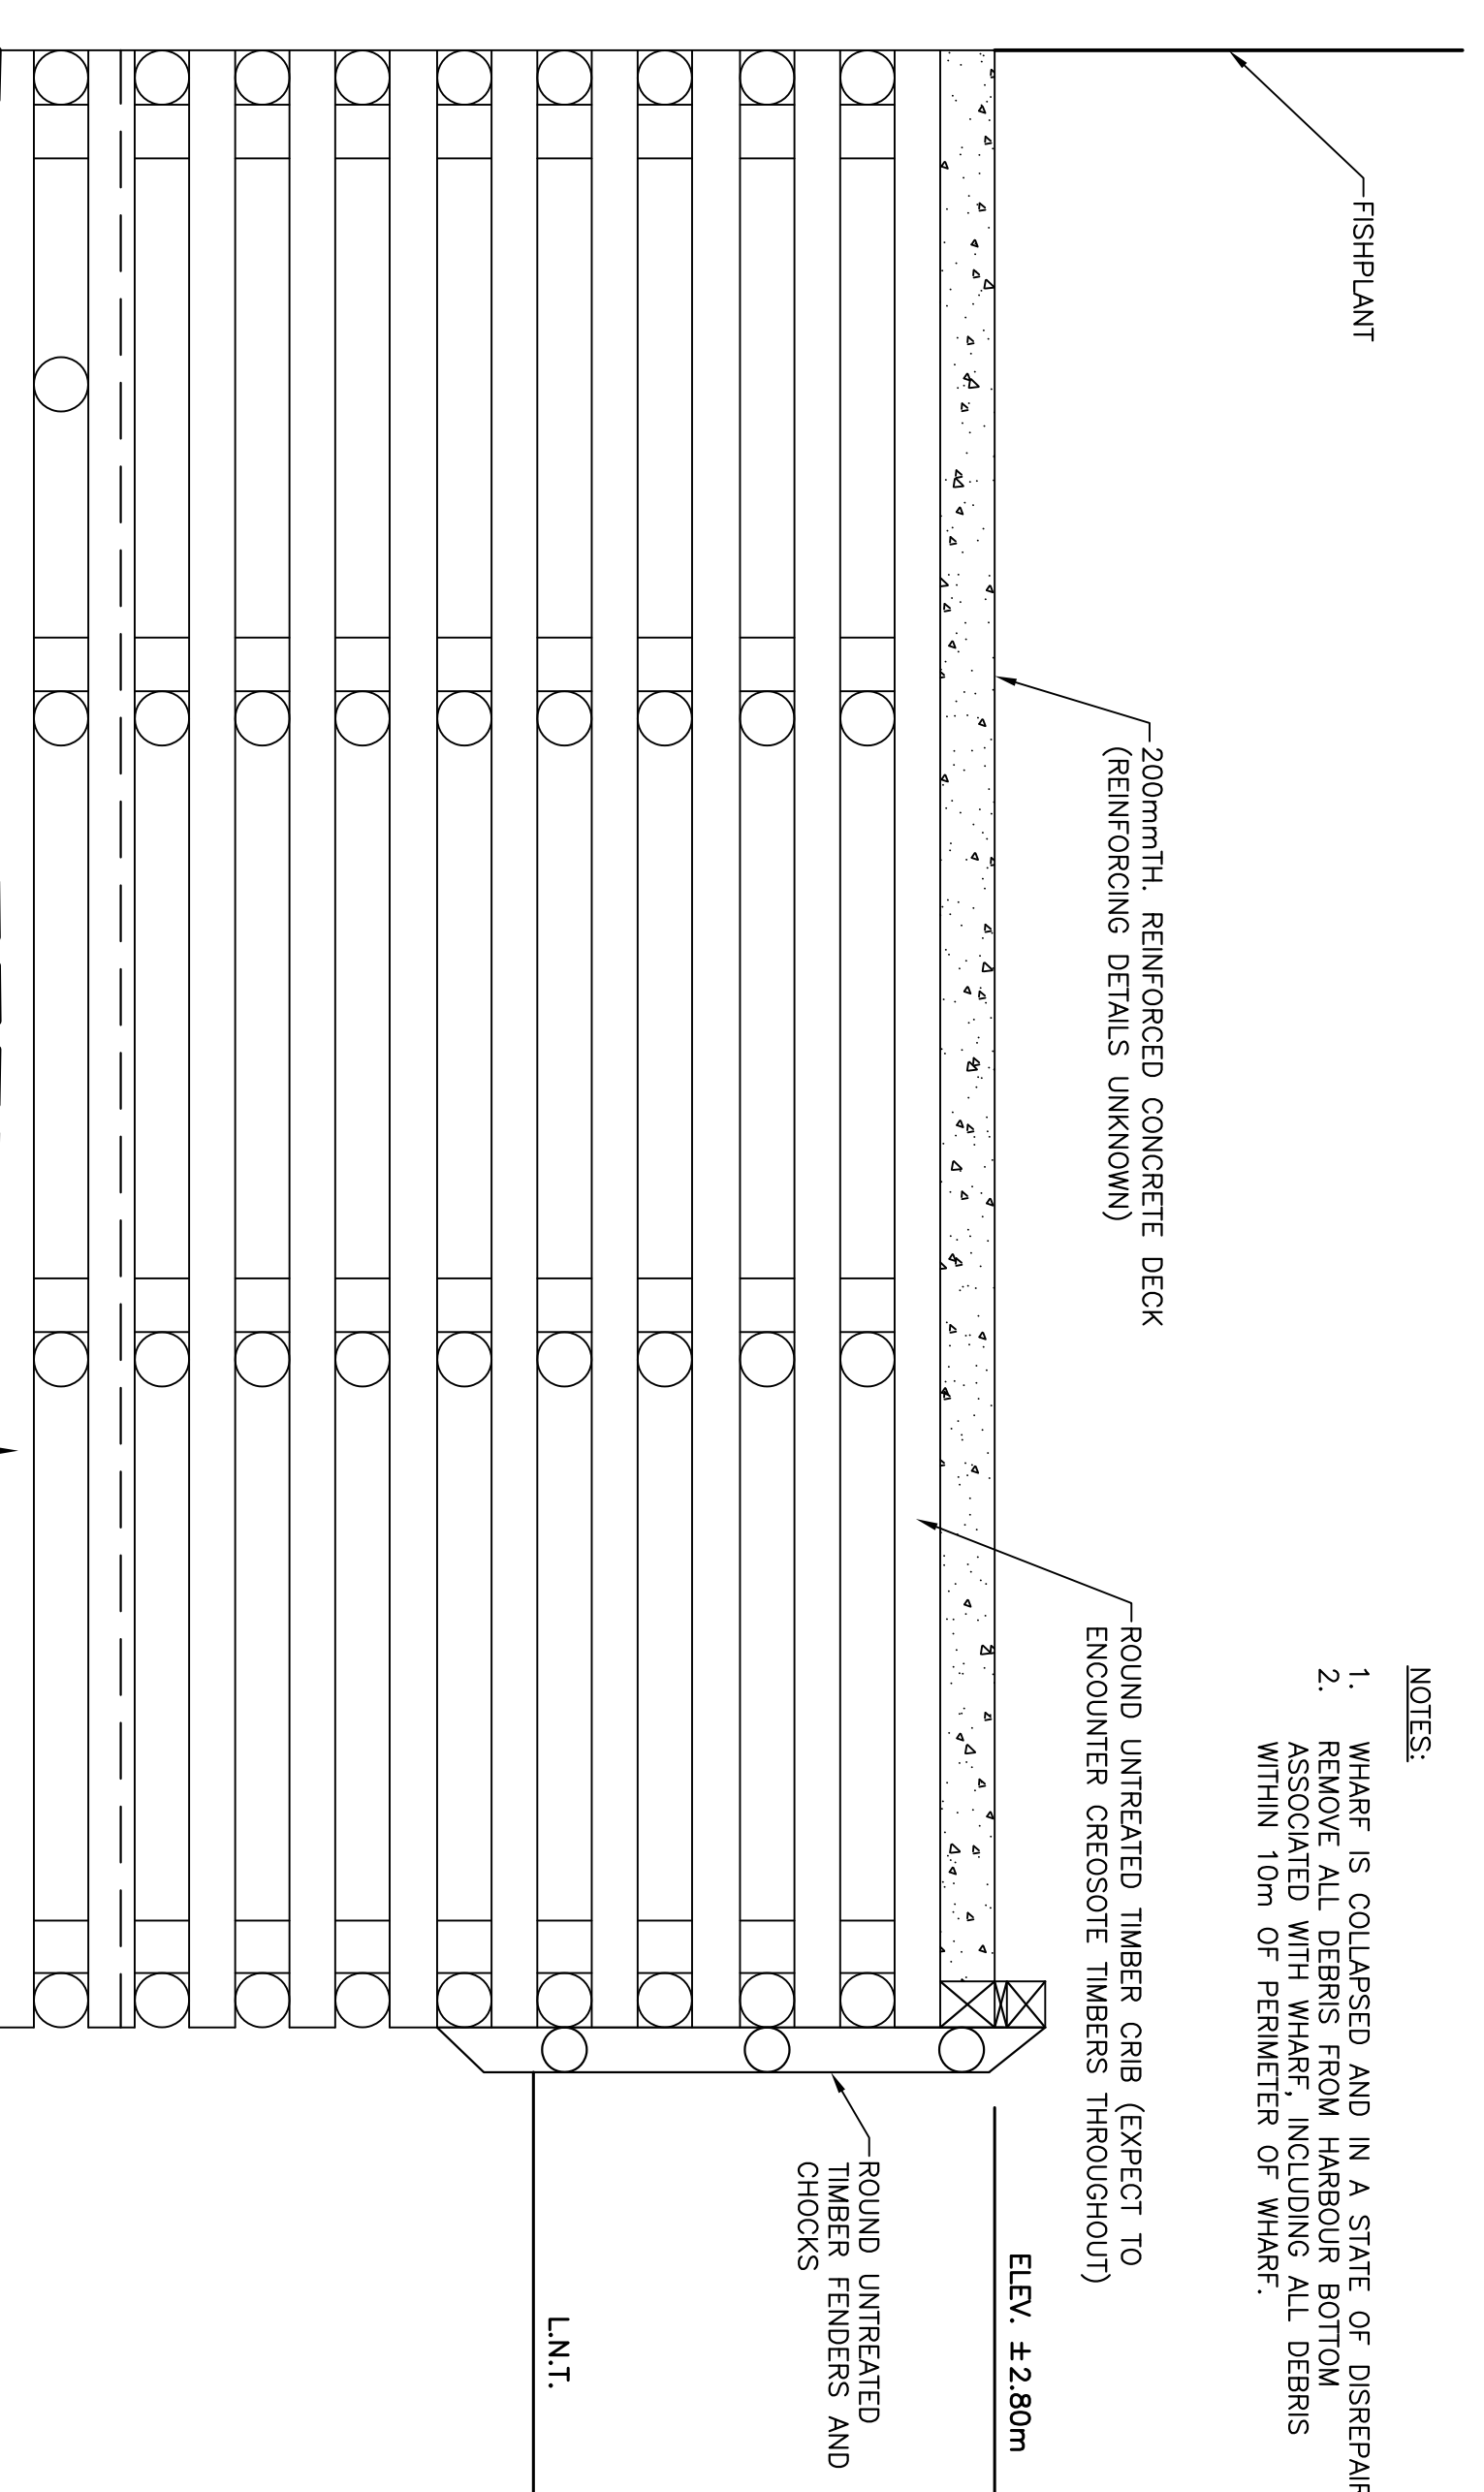 NOTES:
1. WHARF IS COLLAPSED AND IN A STATE OF DISREPAIR
2. REMOVE ALL DEBRIS FROM HARBOUR BOTTOM
ASSOCIATED WITH WHARF, INCLUDING ALL DEBRIS
WITHIN 10m OF PERIMETER OF WHARF.
FISHPLANT
200mmTH. REINFORCED CONCRETE DECK
(REINFORCING DETAILS UNKNOWN)
ROUND UNTREATED TIMBER CRIB (EXPECT TO
ENCOUNTER CREOSOTE TIMBERS THROUGHOUT)
ELEV. ±2.80m
ROUND UNTREATED
TIMBER FENDERS AND
CHOCKS
L.N.T.